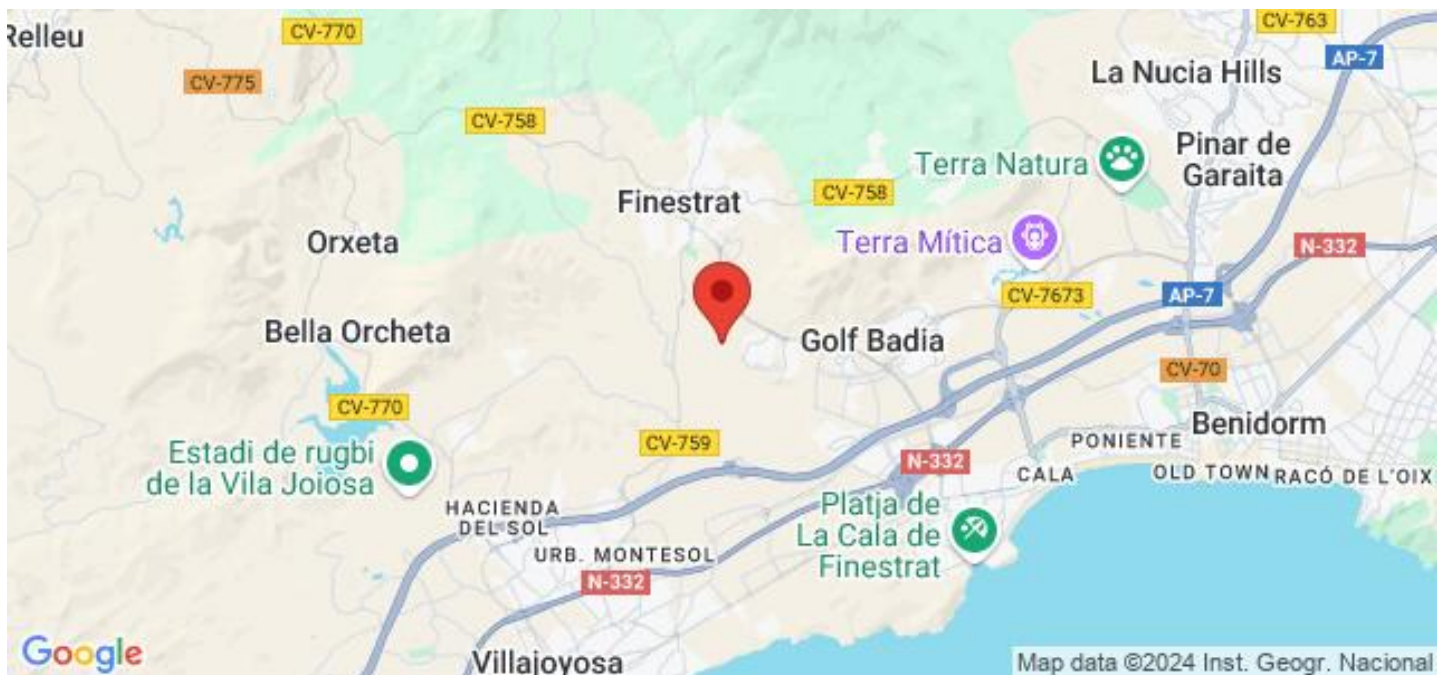 Relleu
CV-770
CV-763
AP-7
La Nucia Hills
CV-775
CV-758
Terra Natura
Pinar de
Garaita
Finestrat
CV-758
Orxeta
Terra Mítica
N-332
CV-7673
AP-7
Bella Orcheta
Golf Badia
CV-70
CV-770
Benidorm
CV-759
PONIENTE
Estadi de rugbi
de la Vila Joiosa
N-332
CALA
OLD TOWN
RACÓ DE L'OIX
HACIENDA
DEL SOL
Platja de
La Cala de
Finestrat
URB. MONTESOL
N-332
Google
Villajoyosa
Map data ©2024 Inst. Geogr. Nacional